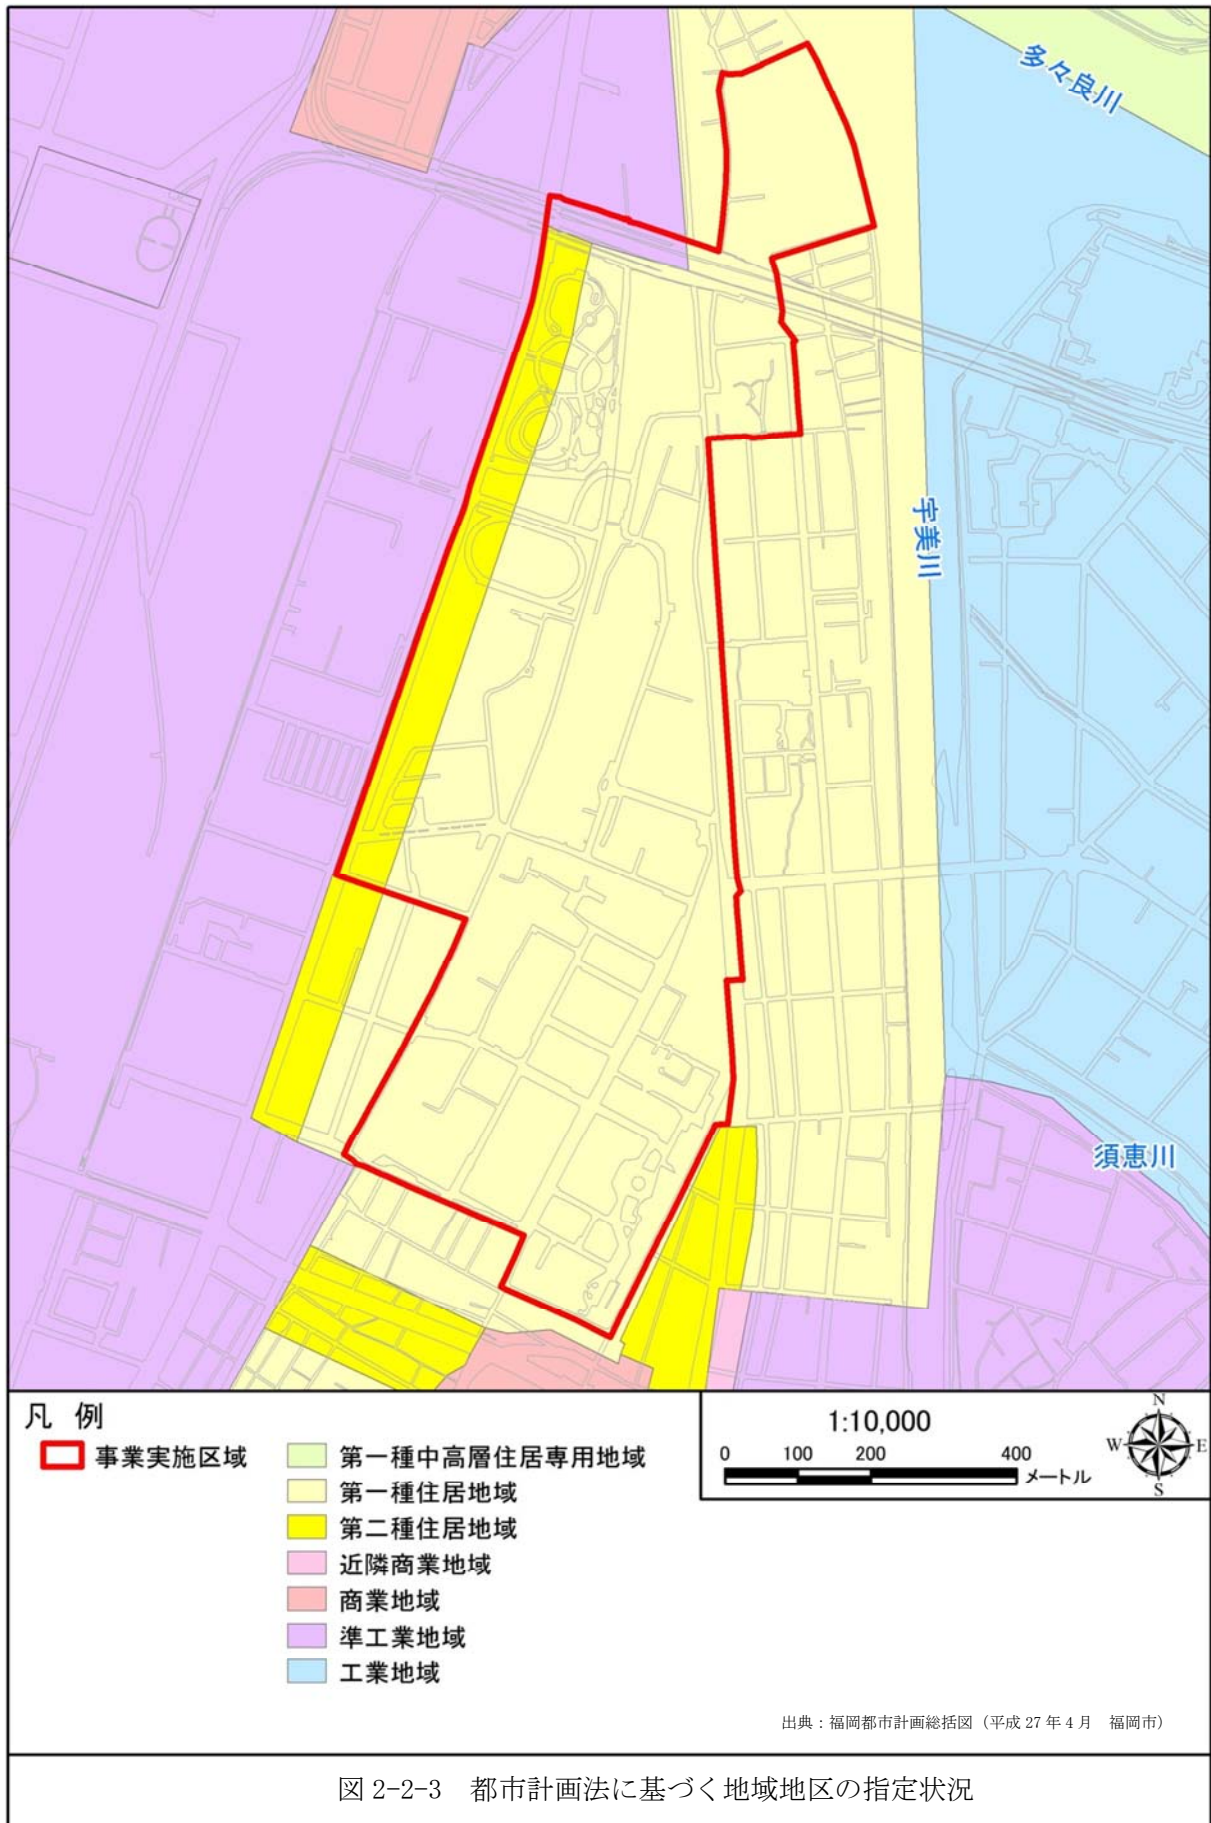 多々良川
宇美川
須恵川
凡 例
事業実施区域
第一種中高層住居専用地域
第一種住居地域
第二種住居地域
近隣商業地域
商業地域
準工業地域
工業地域
1:10,000
0 100 200 400
メートル
N
W E
S
出典：福岡都市計画総括図（平成 27 年 4 月　福岡市）
図 2-2-3　都市計画法に基づく地域地区の指定状況